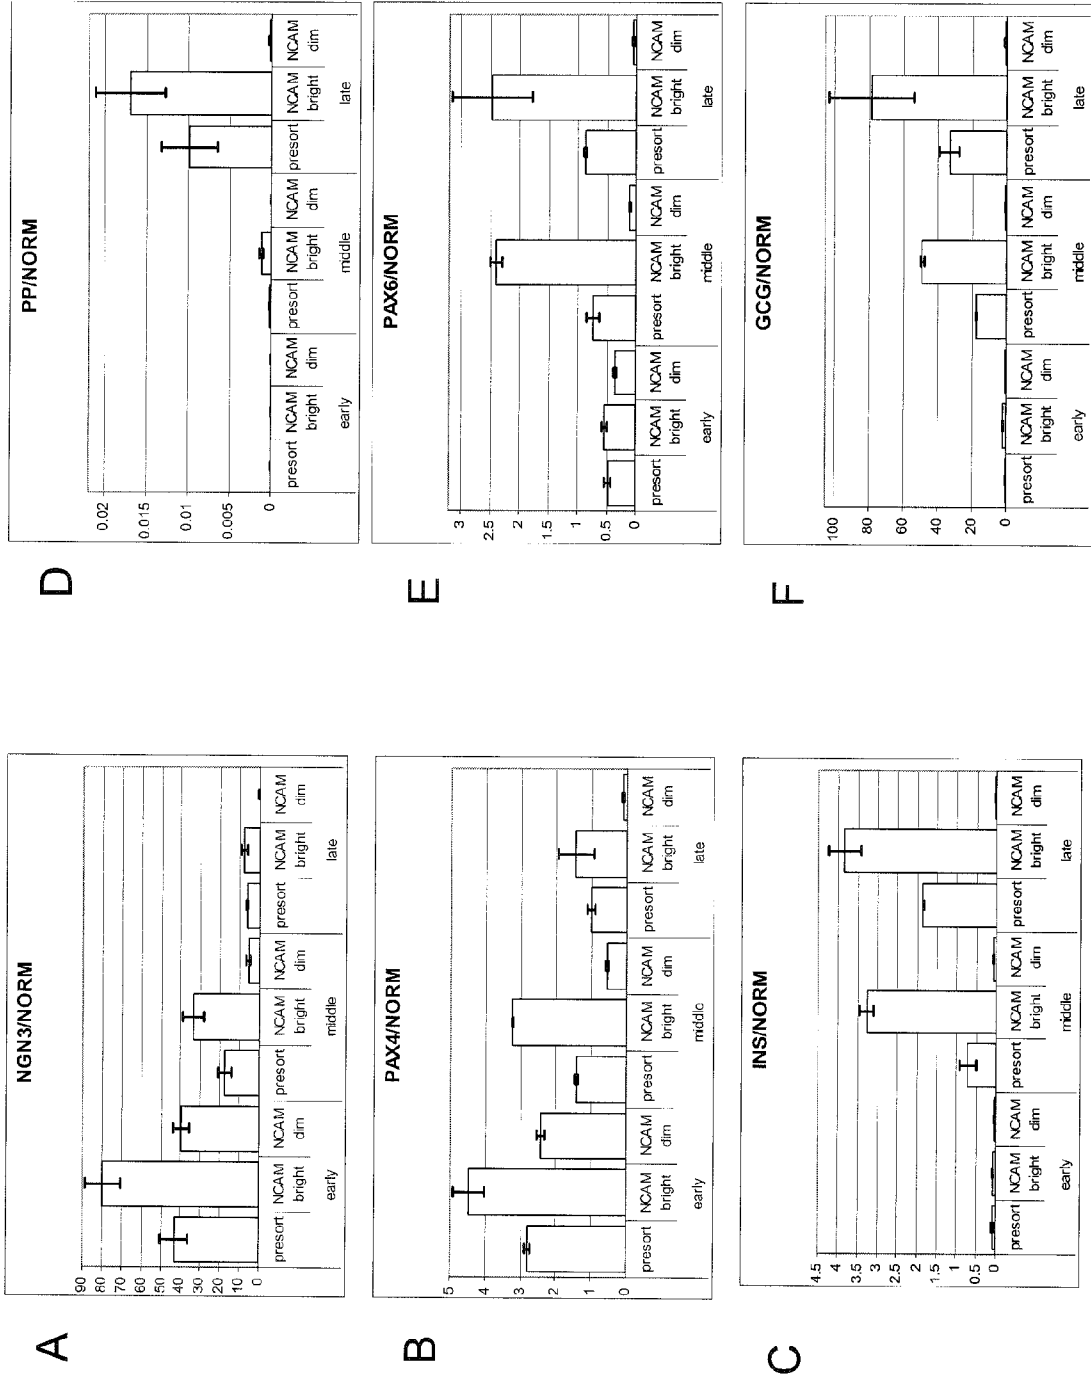 A
NGN3/NORM
90
80
70
60
50
40
30
20
10
0
presort NCAM bright NCAM dim presort NCAM bright NCAM dim presort NCAM bright NCAM dim
early middle late
B
PAX4/NORM
5
4
3
2
1
0
presort NCAM bright NCAM dim presort NCAM bright NCAM dim presort NCAM bright NCAM dim
early middle late
C
INS/NORM
4.5
4
3.5
3
2.5
2
1.5
1
0.5
0
presort NCAM bright NCAM dim presort NCAM bright NCAM dim presort NCAM bright NCAM dim
early middle late
D
PP/NORM
0.02
0.015
0.01
0.005
0
presort NCAM bright NCAM dim presort NCAM bright NCAM dim presort NCAM bright NCAM dim
early middle late
E
PAX6/NORM
3
2.5
2
1.5
1
0.5
0
presort NCAM bright NCAM dim presort NCAM bright NCAM dim presort NCAM bright NCAM dim
early middle late
F
GCG/NORM
100
80
60
40
20
0
presort NCAM bright NCAM dim presort NCAM bright NCAM dim presort NCAM bright NCAM dim
early middle late